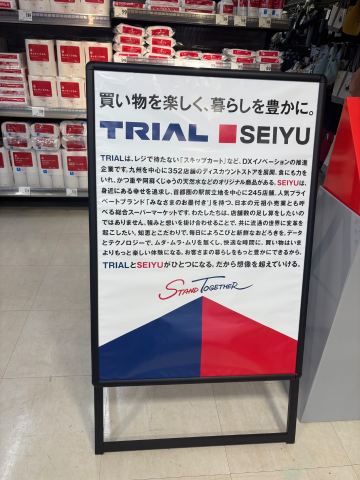 買い物を楽しく、暮らしを豊かに。
TRIAL SEIYU
TRIALは、レジで待たない「スキップカート」など、DXイノベーションの推進
企業です。九州を中心に352店舗のディスカウントストアを展開。食にも力を
いれ、かつ重や阿蘇くじゅうの天然水などのオリジナル商品がある。SEIYUは、
身近にある幸せを追求し、首都圏の駅前立地を中心に245店舗、人気プライ
ベートブランド「みなさまのお墨付き」を持つ、日本の元祖小売業とも呼
べる総合スーパーマーケットです。わたしたちは、店舗数の足し算をしたいの
ではありません。強みと想いを掛け合わせることで、共に流通の世界に変革を
起こしたい。知恵とこだわりで、毎日によろこびと新鮮なおどろきを。データ
とテクノロジーで、ムダ・ムラ・ムリを無くし、快適な時間に。買い物はいま
よりもっと楽しい体験になる。お客さまの暮らしをもっと豊かにできるから。
TRIALとSEIYUがひとつになる。だから想像を超えていける。
STAND TOGETHER